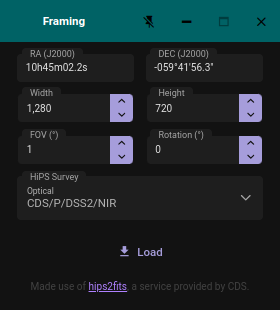 Framing
RA (J2000)
DEC (J2000)
10h45m02.2s
-059°41'56.3"
Width
Height
1,280
720
FOV (°)
Rotation (°)
1
0
HiPS Survey
Optical
CDS/P/DSS2/NIR
Load
Made use of hips2fits, a service provided by CDS.